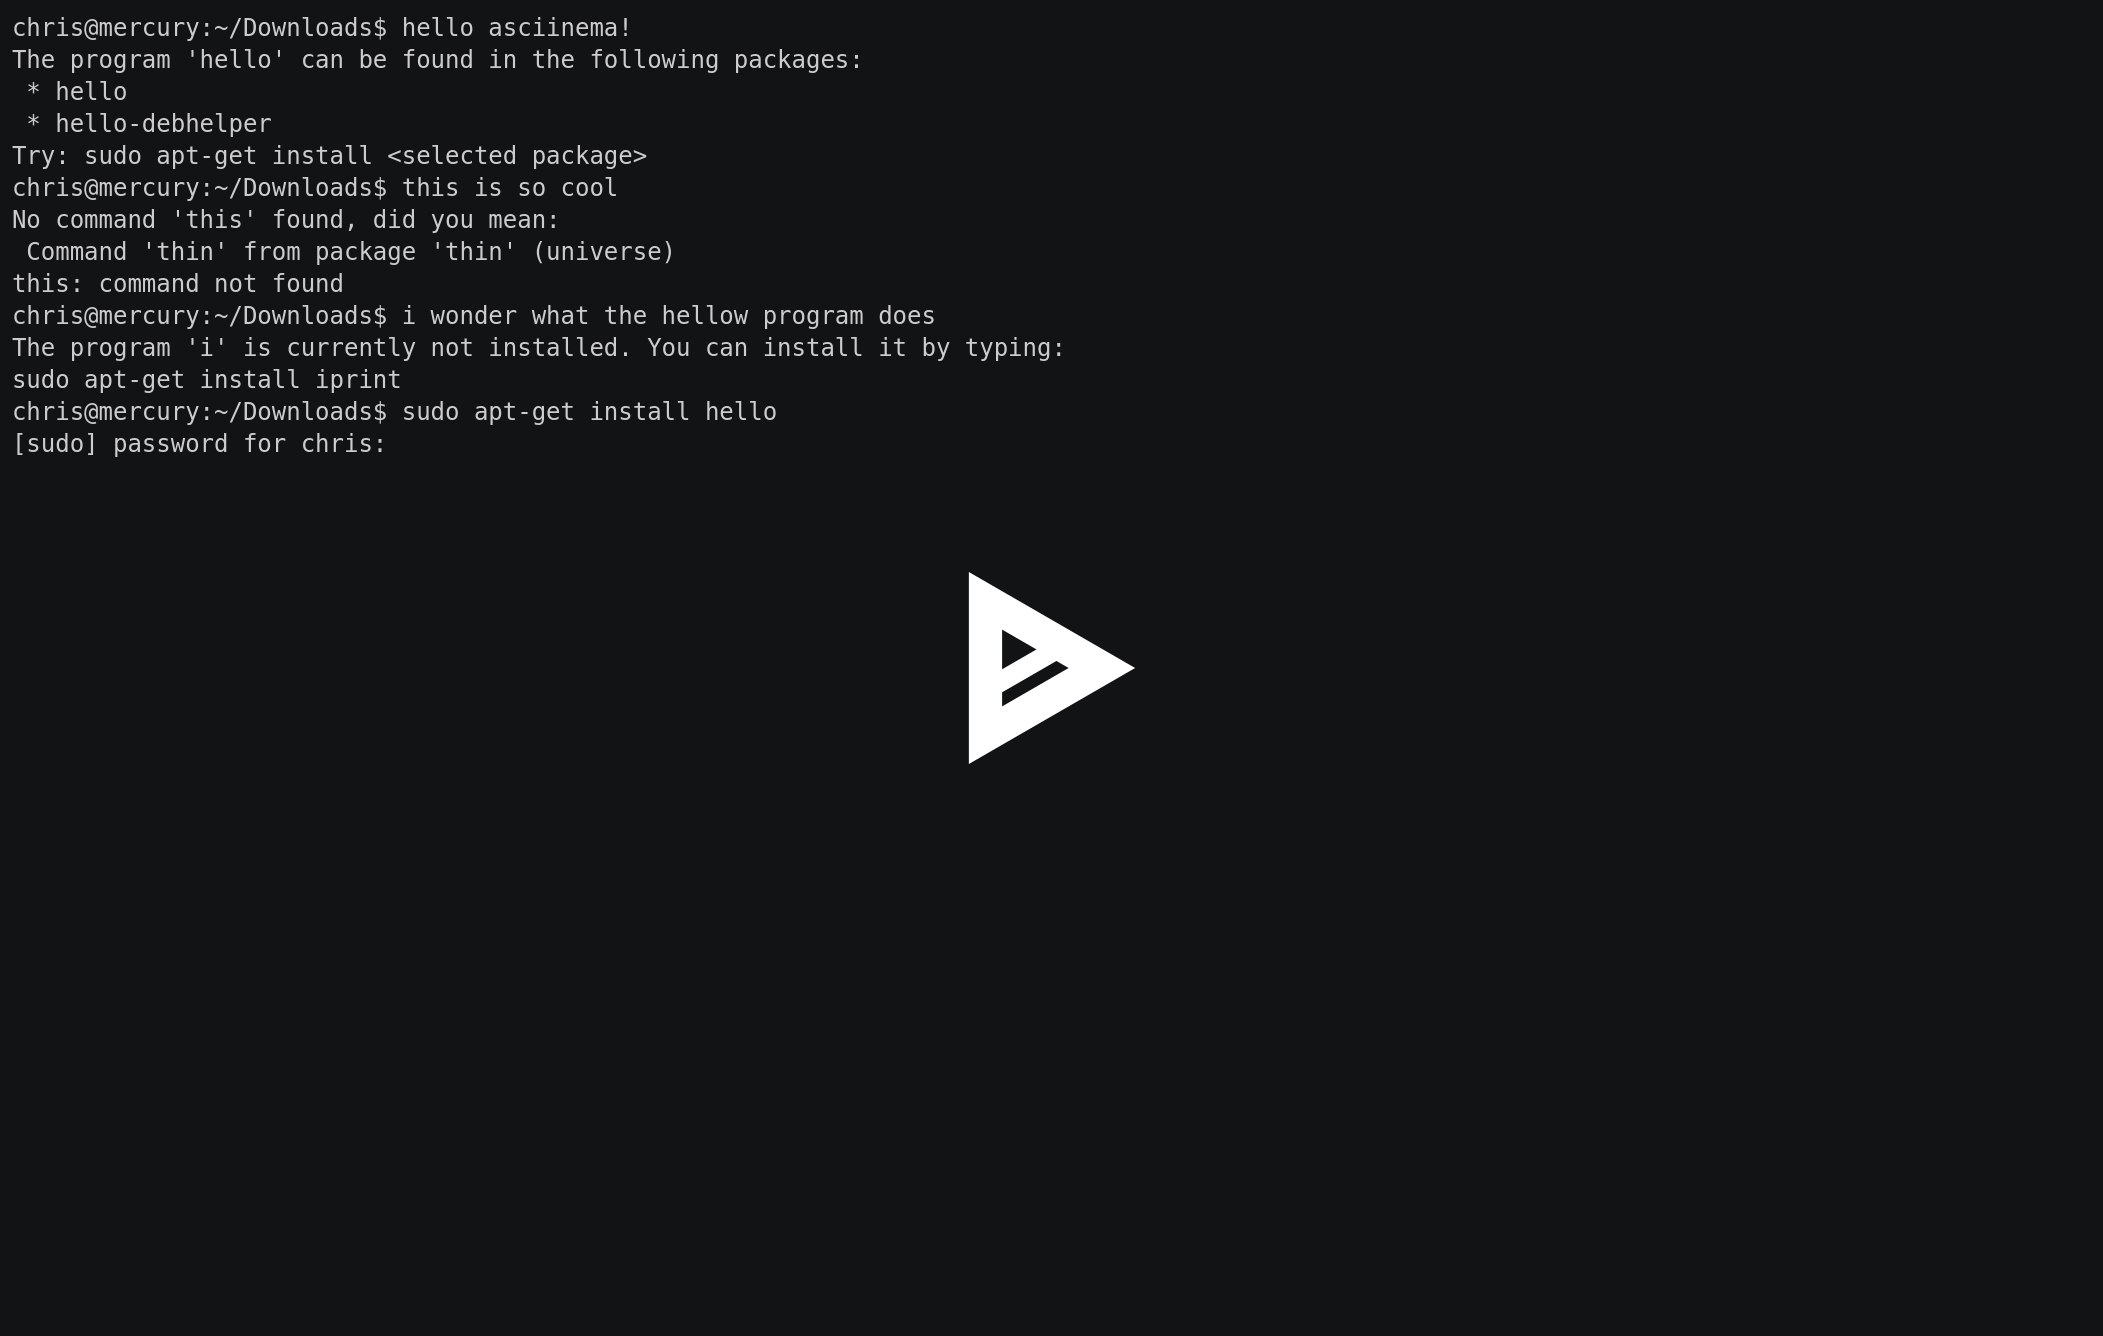 chris@mercury:~/Downloads$ hello asciinema!
The program 'hello' can be found in the following packages:
 * hello
 * hello-debhelper
Try: sudo apt-get install <selected package>
chris@mercury:~/Downloads$ this is so cool
No command 'this' found, did you mean:
 Command 'thin' from package 'thin' (universe)
this: command not found
chris@mercury:~/Downloads$ i wonder what the hellow program does
The program 'i' is currently not installed. You can install it by typing:
sudo apt-get install iprint
chris@mercury:~/Downloads$ sudo apt-get install hello
[sudo] password for chris: